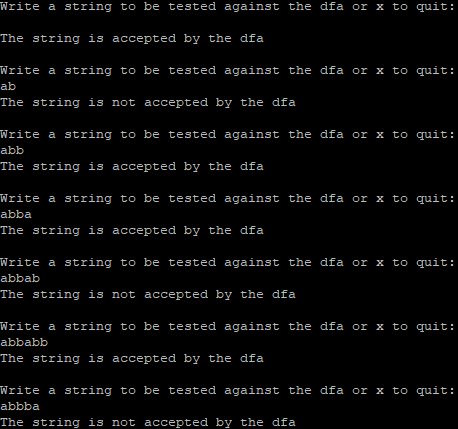 Write a string to be tested against the dfa or x to quit:
The string is accepted by the dfa
Write a string to be tested against the dfa or x to quit:
ab
The string is not accepted by the dfa
Write a string to be tested against the dfa or x to quit:
abb
The string is accepted by the dfa
Write a string to be tested against the dfa or x to quit:
abba
The string is accepted by the dfa
Write a string to be tested against the dfa or x to quit:
abbab
The string is not accepted by the dfa
Write a string to be tested against the dfa or x to quit:
abbabb
The string is accepted by the dfa
Write a string to be tested against the dfa or x to quit:
abbba
The string is not accepted by the dfa